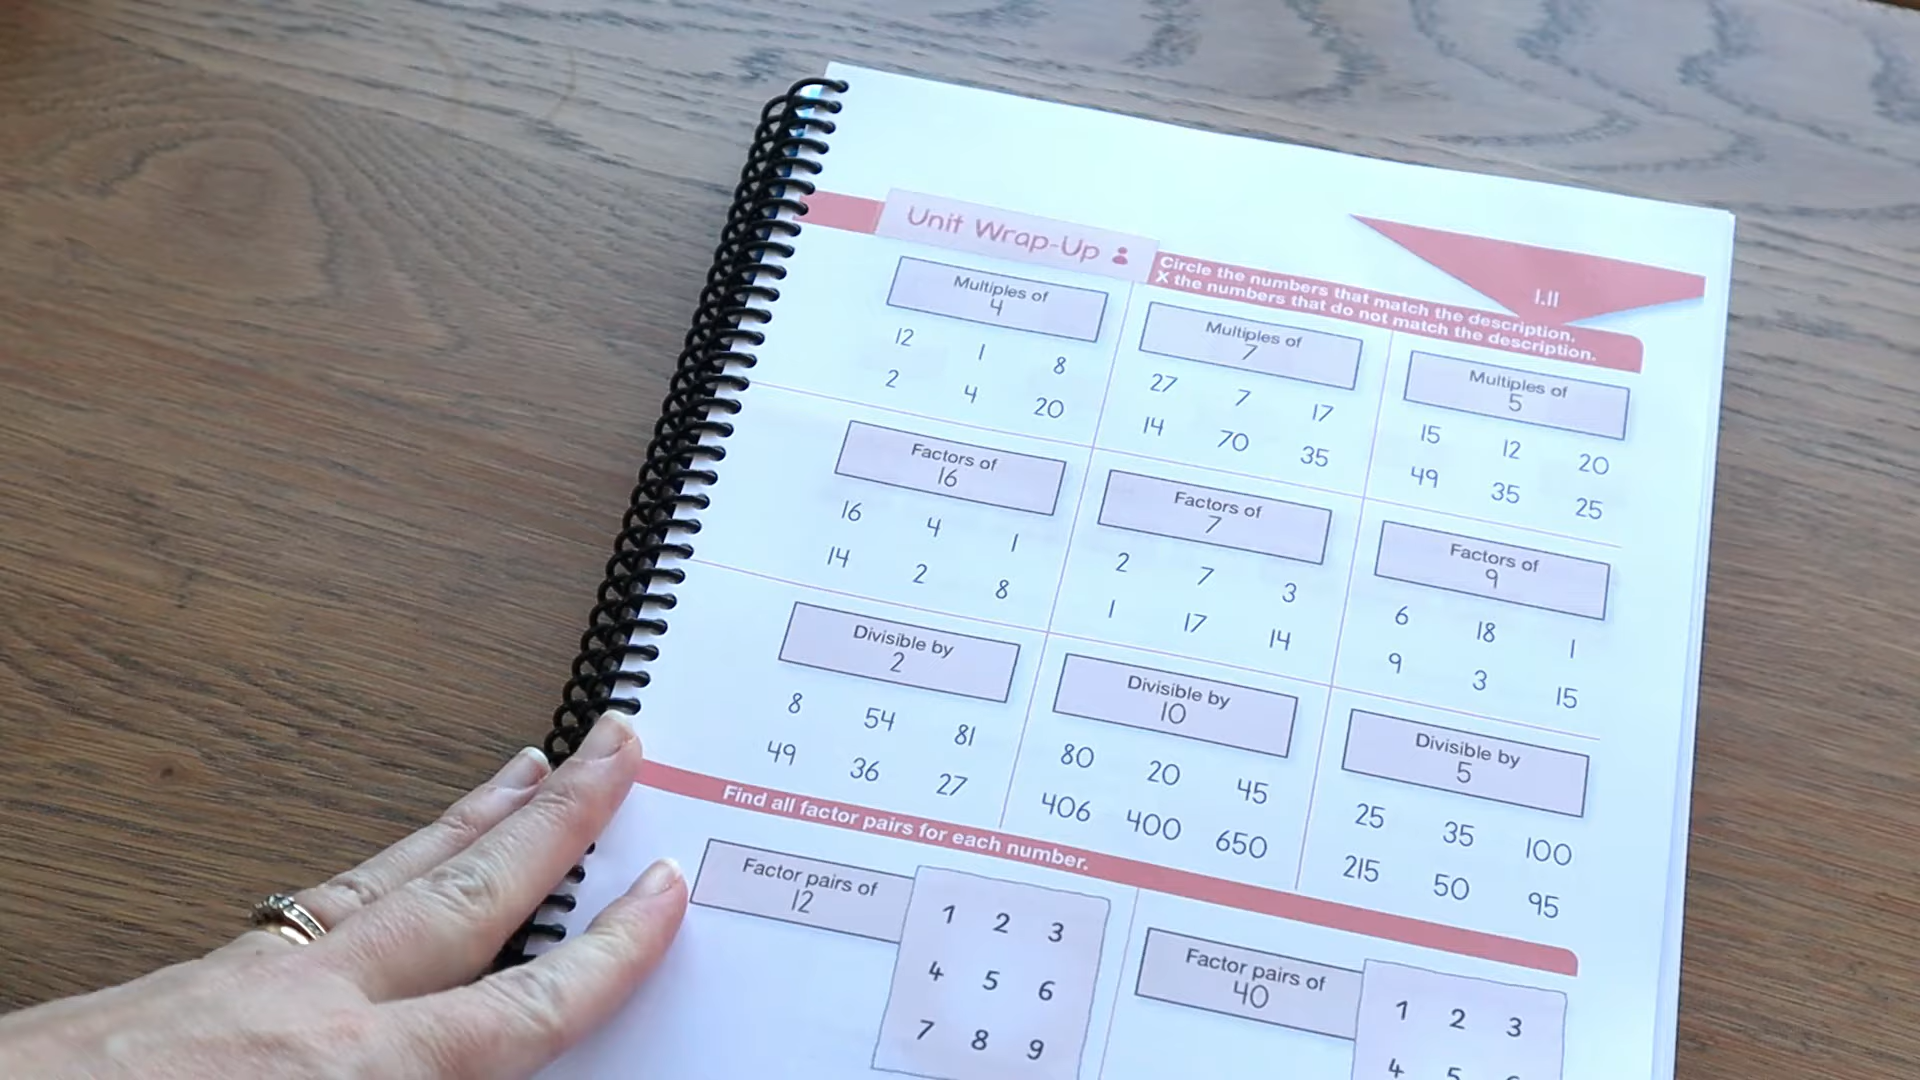 Unit Wrap-Up
1.11
Circle the numbers that match the description.
X the numbers that do not match the description.
Multiples of
4
12 1 8
2 4 20
Multiples of
7
27 7 17
14 70 35
Multiples of
5
15 12 20
49 35 25
Factors of
16
16 4 1
14 2 8
Factors of
7
2 7 3
1 17 14
Factors of
9
6 18 1
9 3 15
Divisible by
2
8 54 81
49 36 27
Divisible by
10
80 20 45
406 400 650
Divisible by
5
25 35 100
215 50 95
Find all factor pairs for each number.
Factor pairs of
12
1 2 3
4 5 6
7 8 9
Factor pairs of
40
1 2 3
4 5